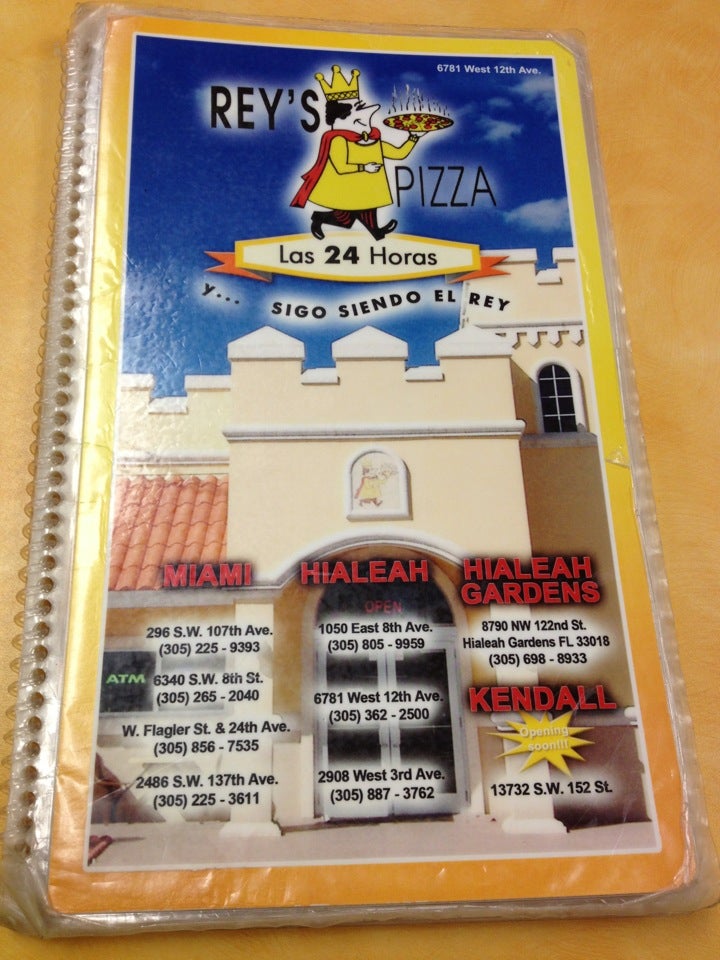 6781 West 12th Ave.
REY'S
PIZZA
Las 24 Horas
y... SIGO SIENDO EL REY
MIAMI
296 S.W. 107th Ave.
(305) 225 - 9393
ATM
6340 S.W. 8th St.
(305) 265 - 2040
W. Flagler St. & 24th Ave.
(305) 856 - 7535
2486 S.W. 137th Ave.
(305) 225 - 3611
HIALEAH
OPEN
1050 East 8th Ave.
(305) 805 - 9959
6781 West 12th Ave.
(305) 362 - 2500
2908 West 3rd Ave.
(305) 887 - 3762
HIALEAH
GARDENS
8790 NW 122nd St.
Hialeah Gardens FL 33018
(305) 698 - 8933
KENDALL
Opening
soon!!!
13732 S.W. 152 St.